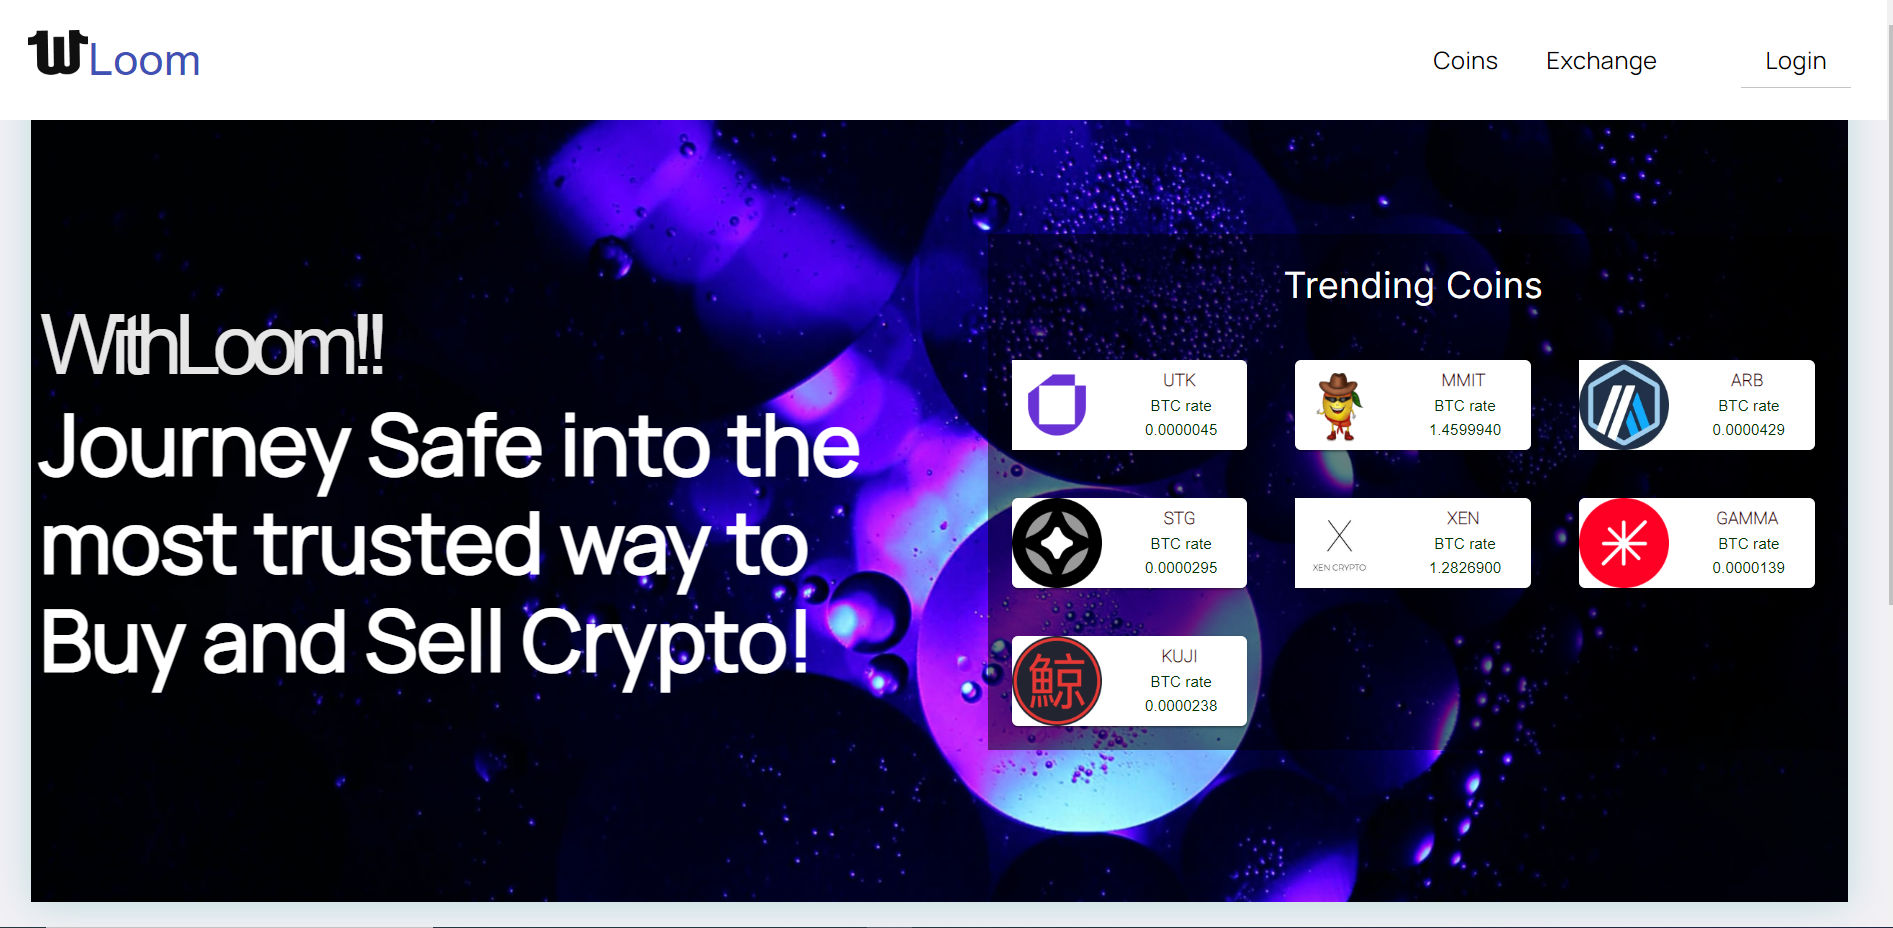 WLoom
Coins
Exchange
Login
WithLoom!!
Journey Safe into the
most trusted way to
Buy and Sell Crypto!
Trending Coins
UTK
BTC rate
0.0000045
MMIT
BTC rate
1.4599940
ARB
BTC rate
0.0000429
STG
BTC rate
0.0000295
XEN CRYPTO
XEN
BTC rate
1.2826900
GAMMA
BTC rate
0.0000139
鯨
KUJI
BTC rate
0.0000238